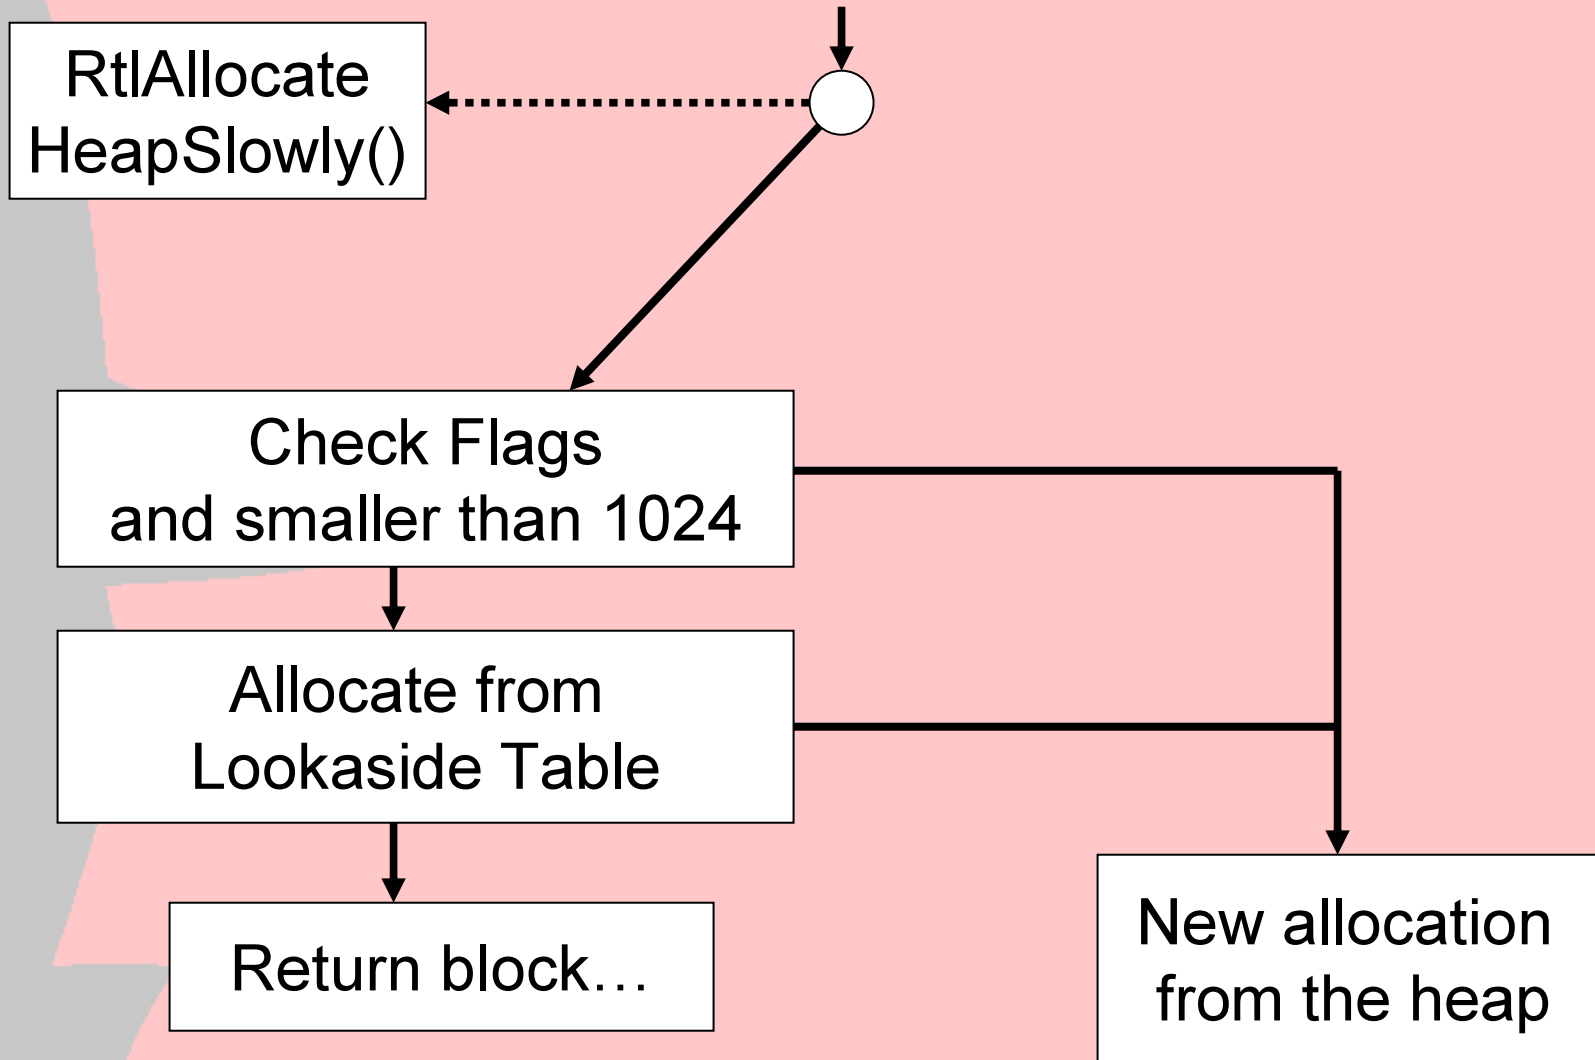 RtlAllocate
HeapSlowly()
Check Flags
and smaller than 1024
Allocate from
Lookaside Table
Return block…
New allocation
from the heap